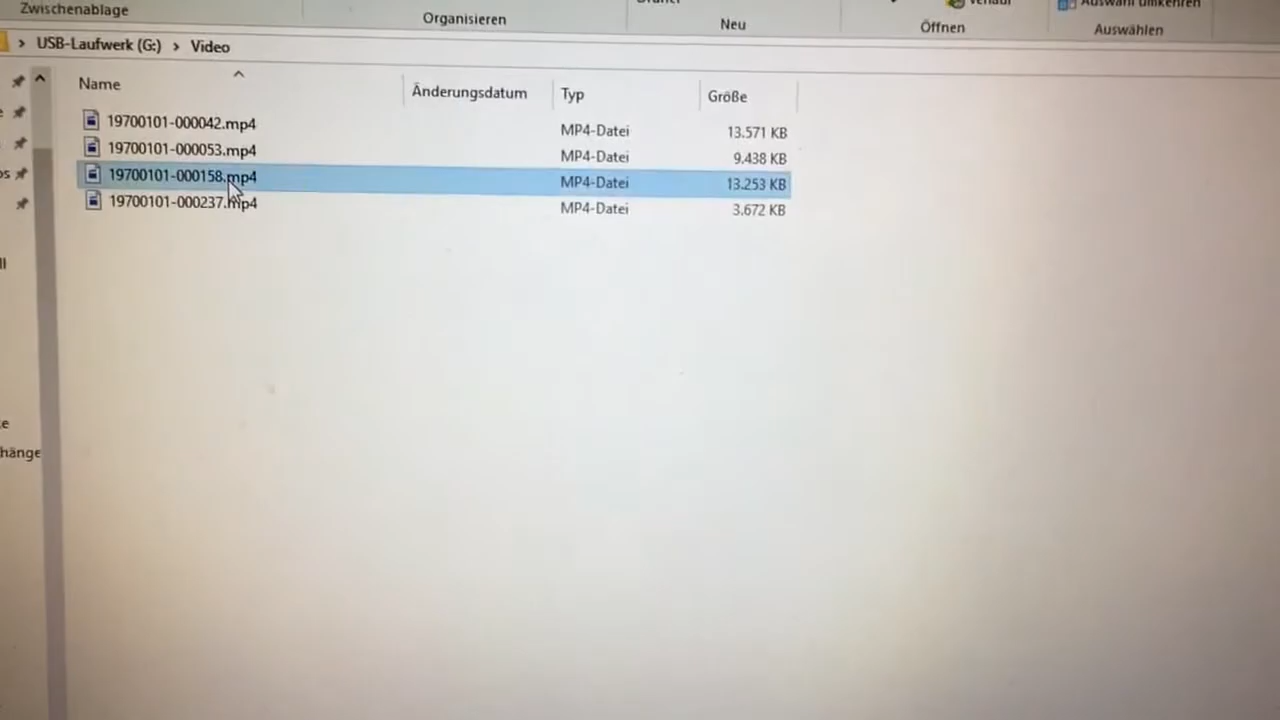 Zwischenablage
Organisieren
Neu
Öffnen
Auswahl umkehren
Auswählen
› USB-Laufwerk (G:) › Video
Name Änderungsdatum Typ Größe
19700101-000042.mp4 MP4-Datei 13.571 KB
19700101-000053.mp4 MP4-Datei 9.438 KB
19700101-000158.mp4 MP4-Datei 13.253 KB
19700101-000237.mp4 MP4-Datei 3.672 KB
hänge